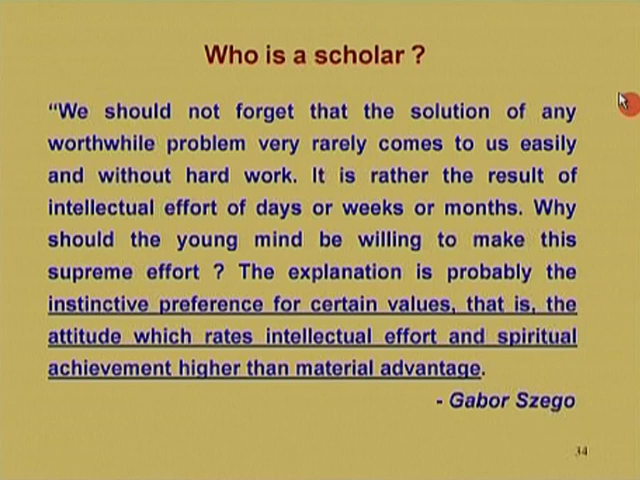 Who is a scholar ?
“We should not forget that the solution of any
worthwhile problem very rarely comes to us easily
and without hard work. It is rather the result of
intellectual effort of days or weeks or months. Why
should the young mind be willing to make this
supreme effort ? The explanation is probably the
instinctive preference for certain values, that is, the
attitude which rates intellectual effort and spiritual
achievement higher than material advantage.
- Gabor Szego
34